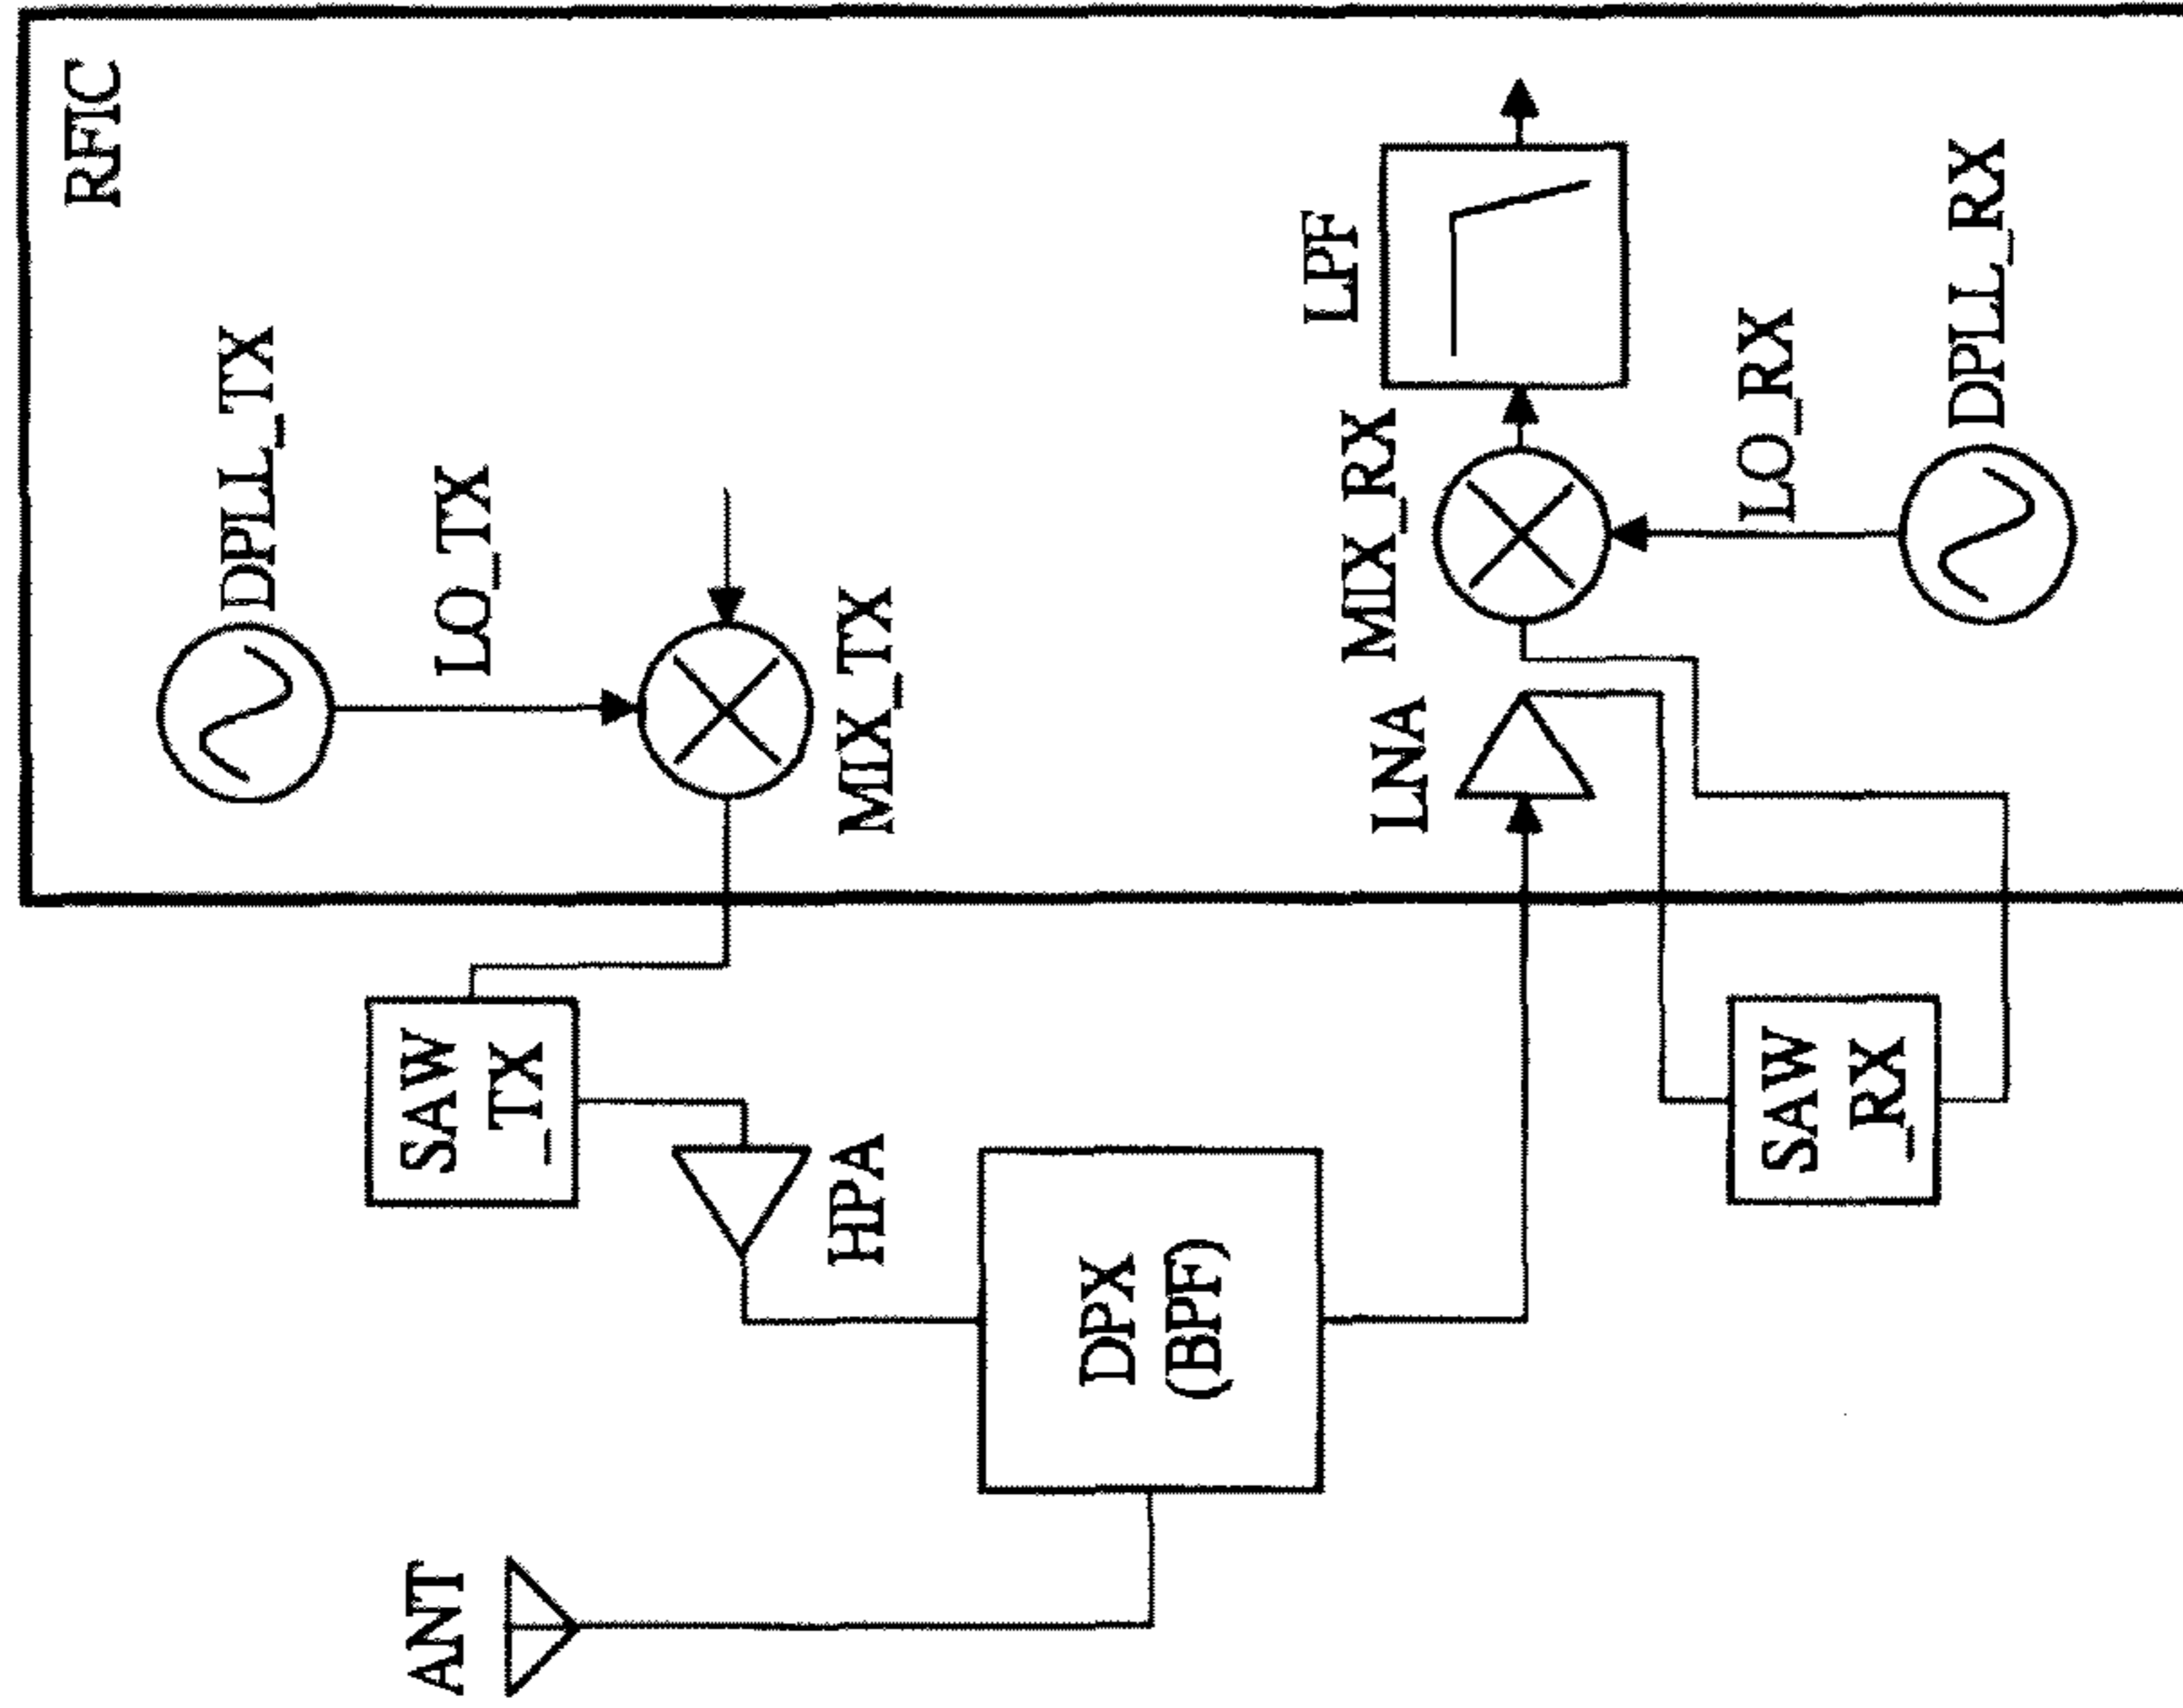 RFIC
DPLL_TX
LO_TX
MIX_TX
SAW
_TX
HPA
ANT
DPX
(BPF)
LNA
MIX_RX
LPF
LO_RX
DPLL_RX
SAW
_RX